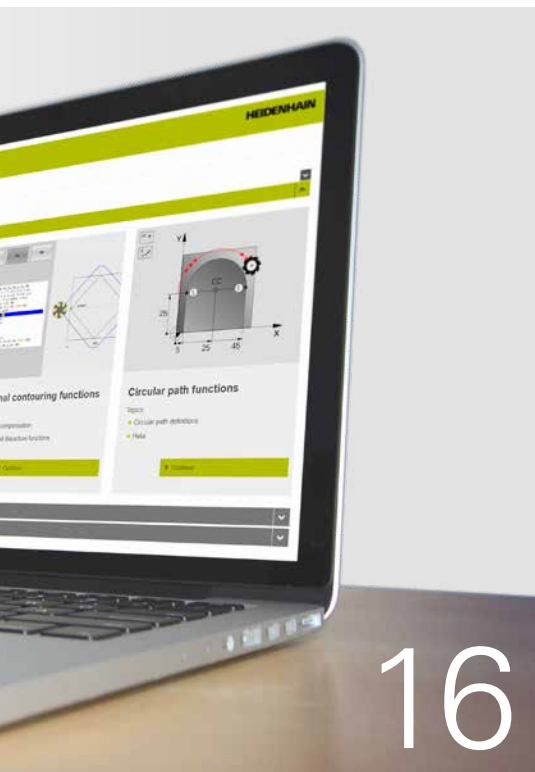 HEIDENHAIN
Y
CC
25
X
5
25
45
nal contouring functions
Circular path functions
Topics:
Circular path definitions
Helix
Continue
16